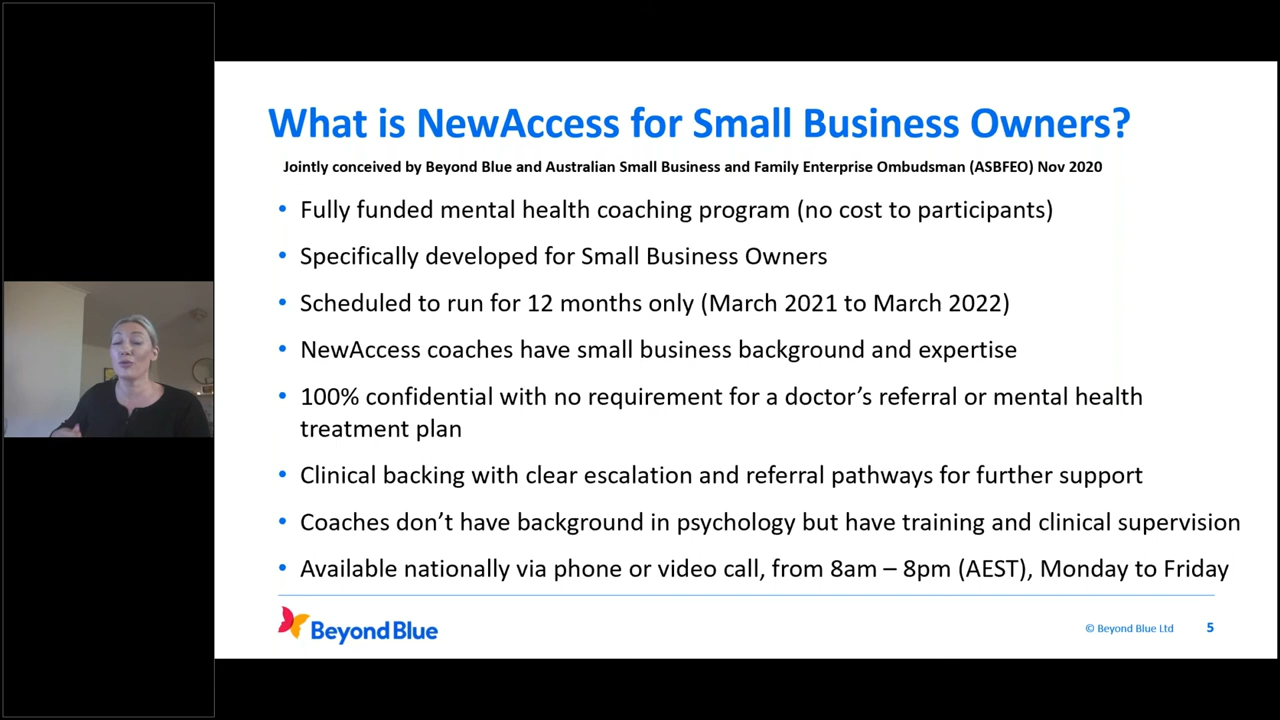 What is NewAccess for Small Business Owners?
Jointly conceived by Beyond Blue and Australian Small Business and Family Enterprise Ombudsman (ASBFEO) Nov 2020
• Fully funded mental health coaching program (no cost to participants)
• Specifically developed for Small Business Owners
• Scheduled to run for 12 months only (March 2021 to March 2022)
• NewAccess coaches have small business background and expertise
• 100% confidential with no requirement for a doctor’s referral or mental health
treatment plan
• Clinical backing with clear escalation and referral pathways for further support
• Coaches don’t have background in psychology but have training and clinical supervision
• Available nationally via phone or video call, from 8am – 8pm (AEST), Monday to Friday
Beyond Blue
© Beyond Blue Ltd 5